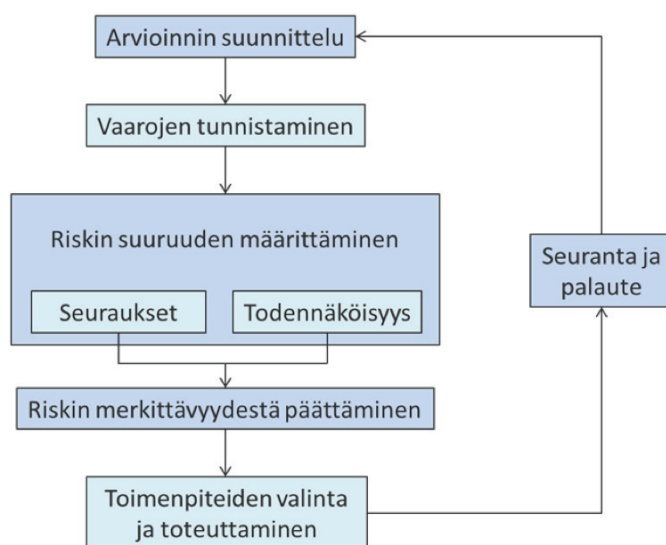 Arvioinnin suunnittelu
Vaarojen tunnistaminen
Riskin suuruuden määrittäminen
Seuraukset
Todennäköisyys
Riskin merkittävyydestä päättäminen
Toimenpiteiden valinta
ja toteuttaminen
Seuranta ja
palaute